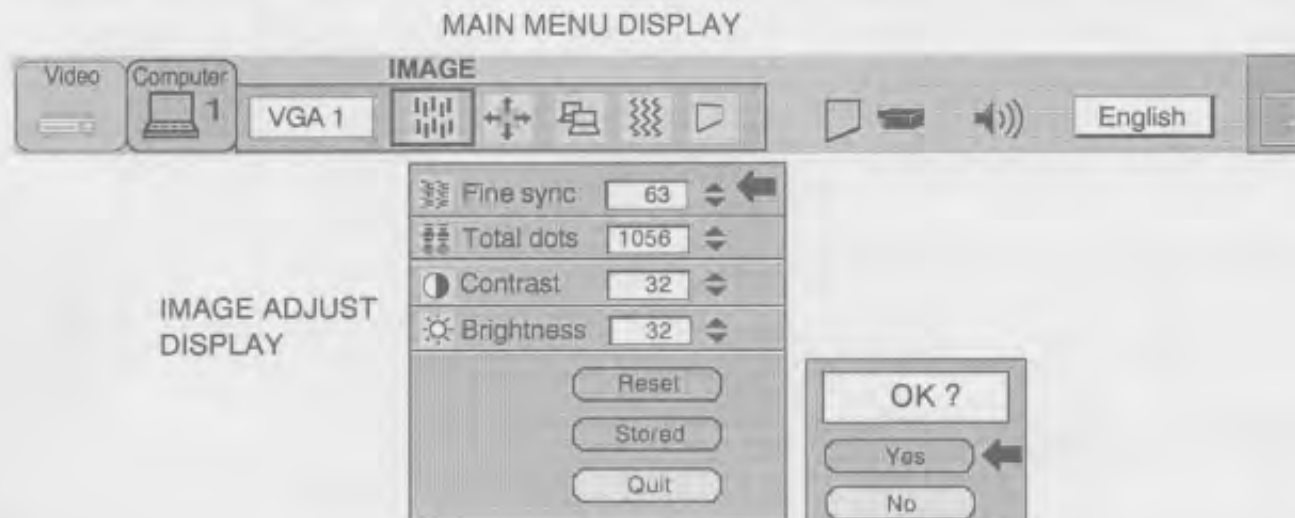 MAIN MENU DISPLAY
Video
Computer
1
VGA 1
IMAGE
English
Fine sync 63
Total dots 1056
Contrast 32
Brightness 32
Reset
Stored
Quit
IMAGE ADJUST
DISPLAY
OK ?
Yes
No